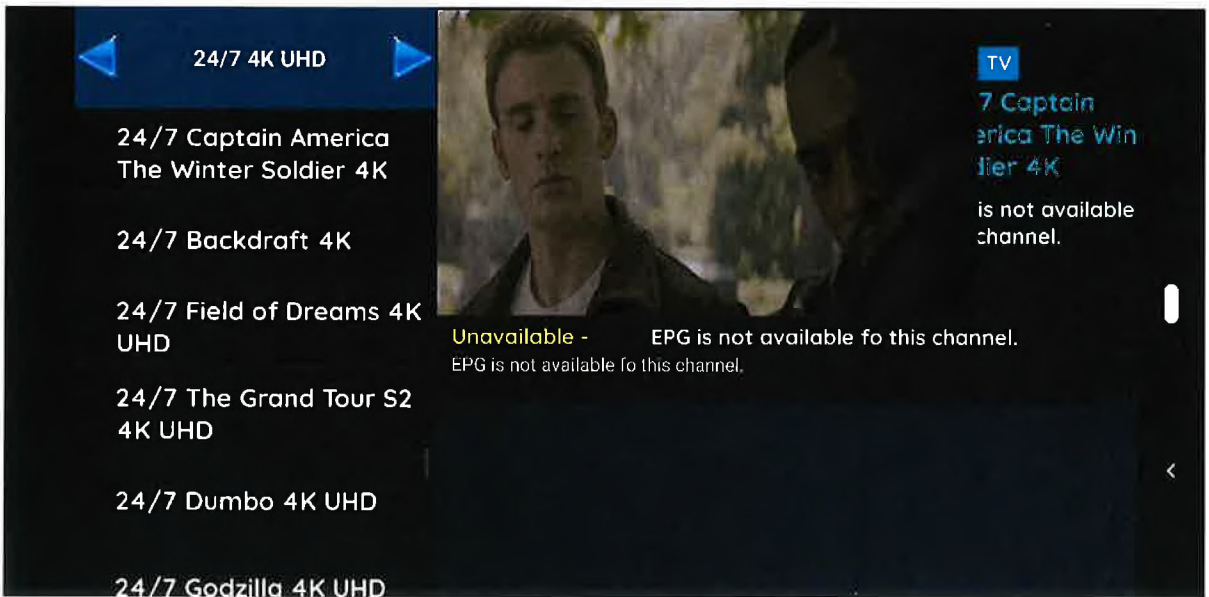 24/7 4K UHD
24/7 Captain America
The Winter Soldier 4K
24/7 Backdraft 4K
24/7 Field of Dreams 4K
UHD
24/7 The Grand Tour S2
4K UHD
24/7 Dumbo 4K UHD
24/7 Godzilla 4K UHD
TV
7 Captain
erica The Win
dier 4K
is not available
channel.
Unavailable - EPG is not available fo this channel.
EPG is not available fo this channel.